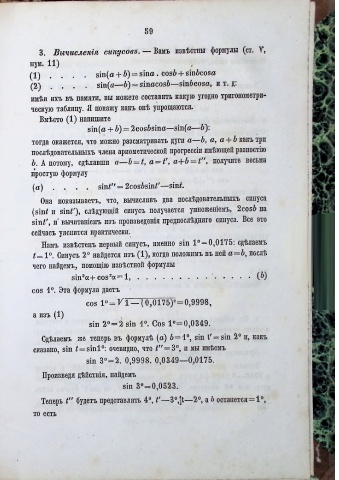 59
3. Вычисленія синусовъ. — Вамъ извѣстны формулы (ст. V,
нум. 11)
(1) . . . . sin(a+b)=sina . cosb+sinbcosa
(2) . . . . sin(a—b)=sinacosb—sinbcosa, и т. д:
имѣя ихъ въ памяти, вы можете составить какую угодно тригонометри-
ческую таблицу. Я покажу какъ онѣ упрощаются.
Вмѣсто (1) напишите
sin(a+b)=2cosbsina—sin(a—b):
тогда окажется, что можно разсматривать дуги a—b, a, a+b какъ три
послѣдовательныхъ члена ариѳметической прогрессіи имѣющей разностью
b. А потому, сдѣлавши a—b=t, a=t', a+b=t", получите весьма
простую формулу
(a) . . . . sint"=2cosbsint'—sint.
Она показываетъ, что, вычисливъ два послѣдовательныхъ синуса
(sint и sint'), слѣдующій синусъ получается умноженіемъ, 2cosb на
sint', и вычитаніемъ изъ произведенія предпослѣдняго синуса. Все это
сейчасъ уяснится практически.
Намъ извѣстенъ первый синусъ, именно sin 1°=0,0175: сдѣлаемъ
t=1°. Синусъ 2° найдется изъ (1), когда положимъ въ ней a=b, послѣ
чего найдемъ, помощію извѣстной формулы
sin²a+cos²a=1, . . . . . . . . . . (b)
cos 1°. Эта формула даетъ
cos 1°=√1—(0,0175)²=0,9998,
а изъ (1)
sin 2°=2 sin 1°. Cos 1°=0,0349.
Сдѣлаемъ же теперь въ формулѣ (a) b=1°, sin t'=sin 2° и, какъ
сказано, sin t=sin1°: очевидно, что t"=3°, и мы имѣемъ
sin 3°=2. 0,9998. 0,0349—0,0175.
Произведя дѣйствія, найдемъ
sin 3°=0,0523.
Теперь t" будетъ представлять 4°, t'—3°, t—2°, а b останется=1°,
то есть